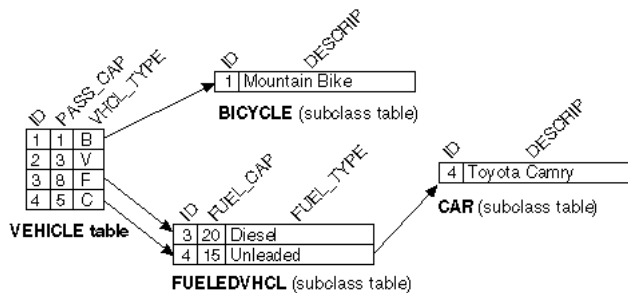 ID PASS_CAP VHCL_TYPE
1 1 B
2 3 V
3 8 F
4 5 C
VEHICLE table
ID DESCRIP
1 Mountain Bike
BICYCLE (subclass table)
ID FUEL_CAP FUEL_TYPE
3 20 Diesel
4 15 Unleaded
FUELEDVHCL (subclass table)
ID DESCRIP
4 Toyota Camry
CAR (subclass table)